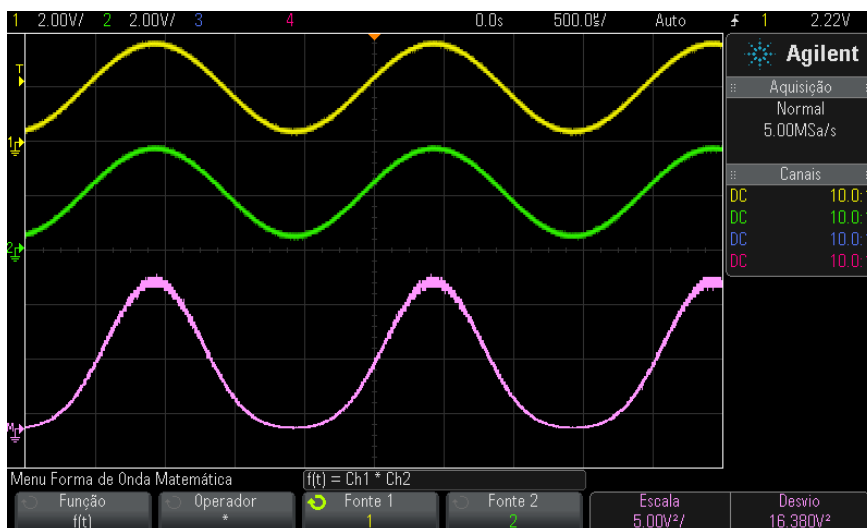 1 2.00V/ 2 2.00V/ 3 4 0.0s 500.0㎲/ Auto 1 2.22V
Agilent
Aquisição
Normal
5.00MSa/s
Canais
DC 10.0:
DC 10.0:
DC 10.0:
DC 10.0:
T
1
2
M
Menu Forma de Onda Matemática f(t) = Ch1 * Ch2
Função Operador Fonte 1 Fonte 2 Escala Desvio
f(t) * 1 2 5.00V²/ 16.380V²